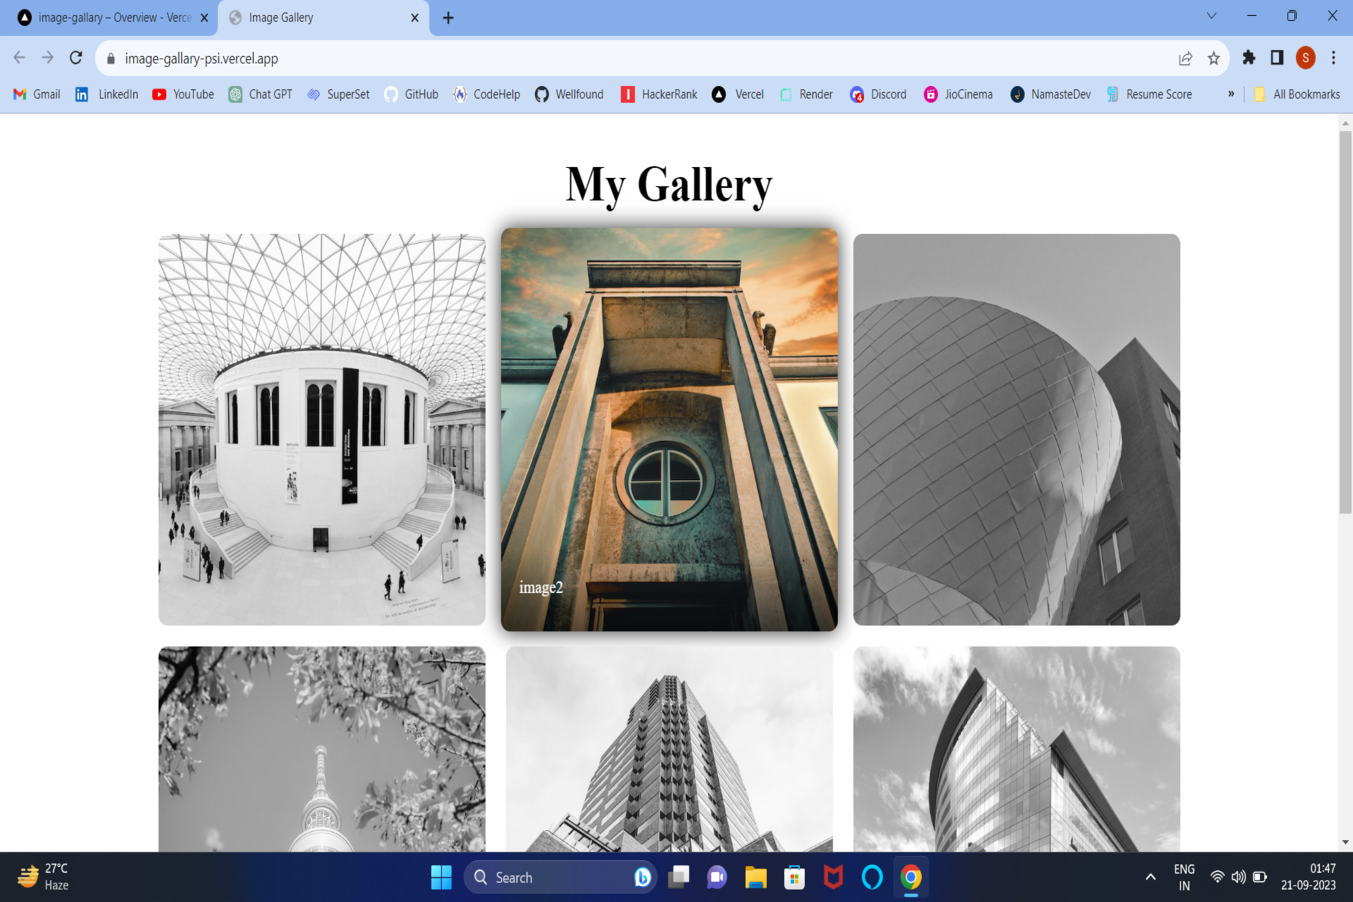 image-gallary – Overview - Verce
Image Gallery
image-gallary-psi.vercel.app
S
Gmail
LinkedIn
YouTube
Chat GPT
SuperSet
GitHub
CodeHelp
Wellfound
HackerRank
Vercel
Render
Discord
JioCinema
NamasteDev
Resume Score
»
All Bookmarks
My Gallery
image2
27°C
Haze
Search
ENG
IN
01:47
21-09-2023